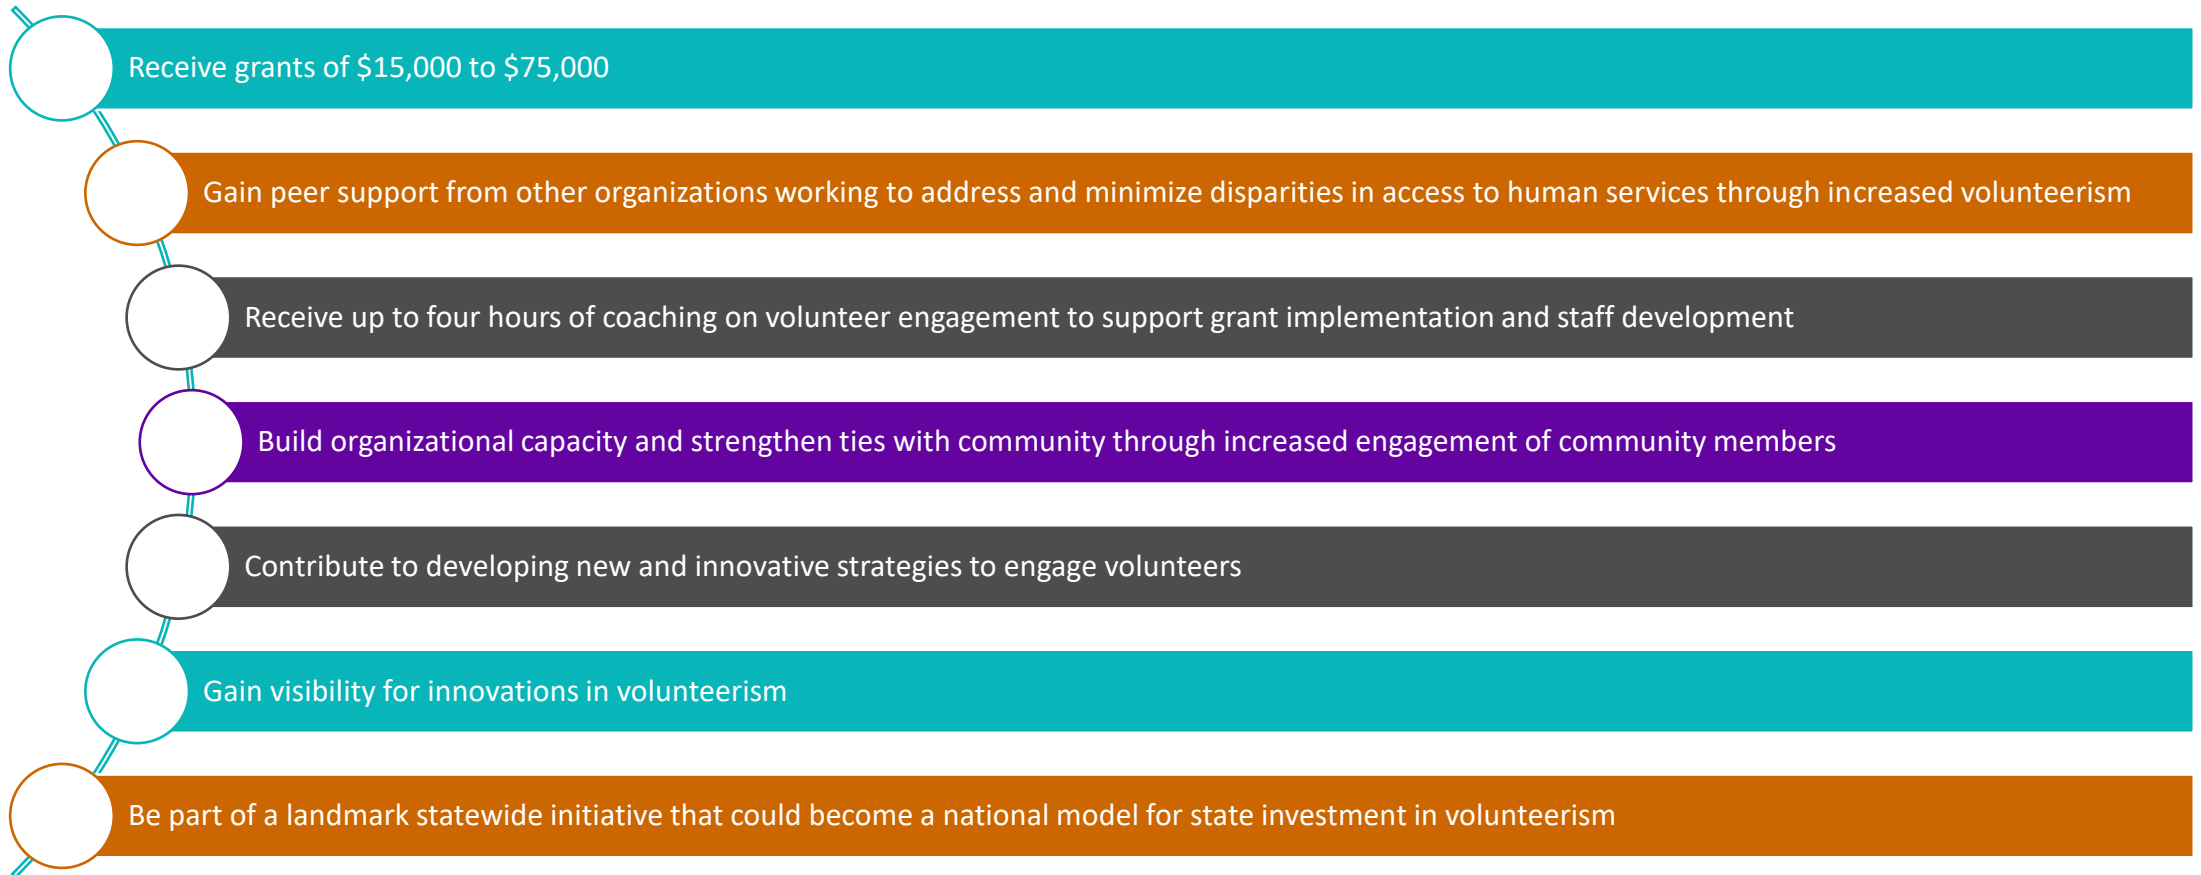 Receive grants of $15,000 to $75,000
Gain peer support from other organizations working to address and minimize disparities in access to human services through increased volunteerism
Receive up to four hours of coaching on volunteer engagement to support grant implementation and staff development
Build organizational capacity and strengthen ties with community through increased engagement of community members
Contribute to developing new and innovative strategies to engage volunteers
Gain visibility for innovations in volunteerism
Be part of a landmark statewide initiative that could become a national model for state investment in volunteerism